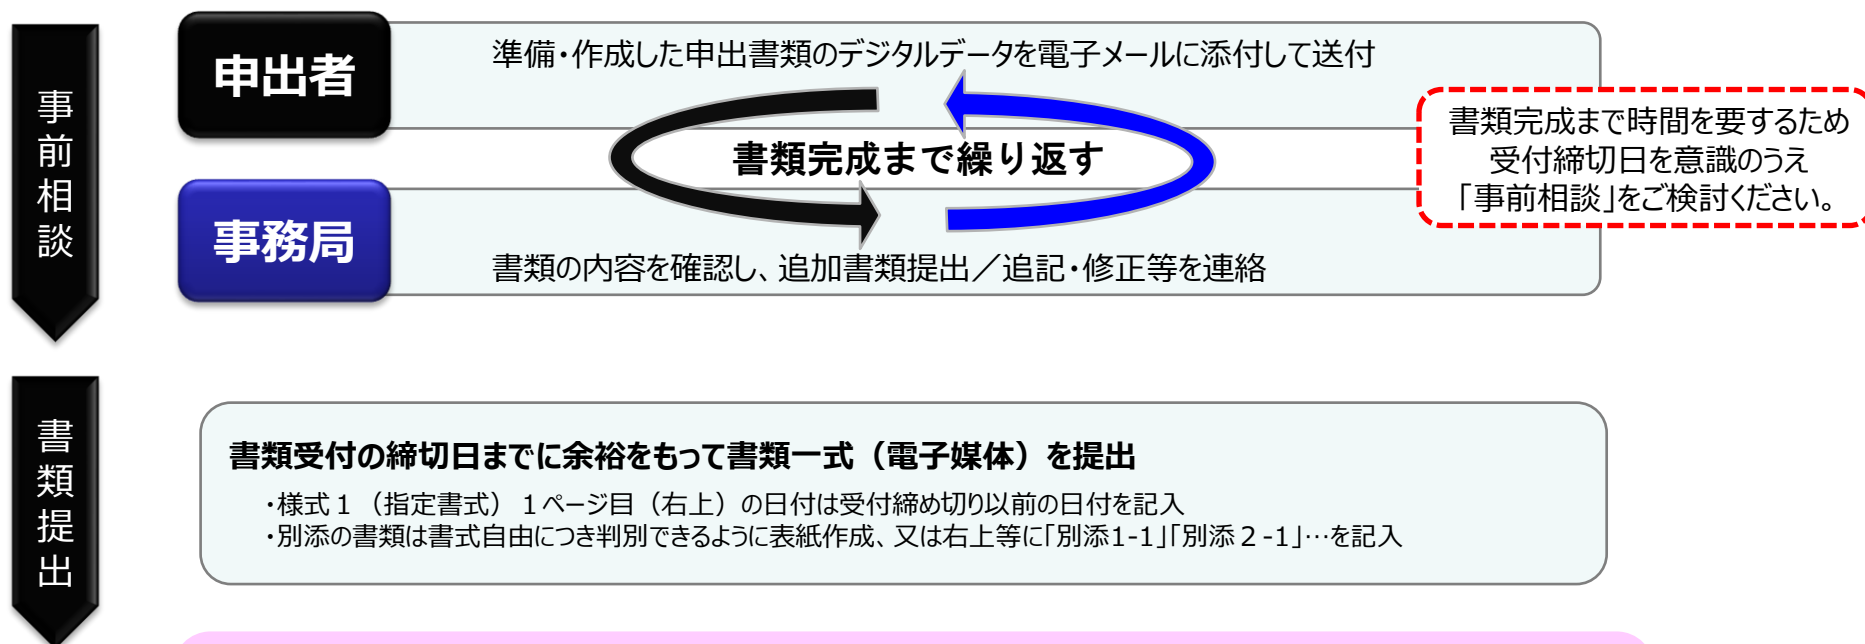 事前相談
申出者
準備・作成した申出書類のデジタルデータを電子メールに添付して送付
書類完成まで繰り返す
書類完成まで時間を要するため
受付締切日を意識のうえ
「事前相談」をご検討ください。
事務局
書類の内容を確認し、追加書類提出／追記・修正等を連絡
書類提出
書類受付の締切日までに余裕をもって書類一式（電子媒体）を提出
・様式１（指定書式）１ページ目（右上）の日付は受付締め切り以前の日付を記入
・別添の書類は書式自由につき判別できるように表紙作成、又は右上等に「別添1-1」「別添２-1」…を記入